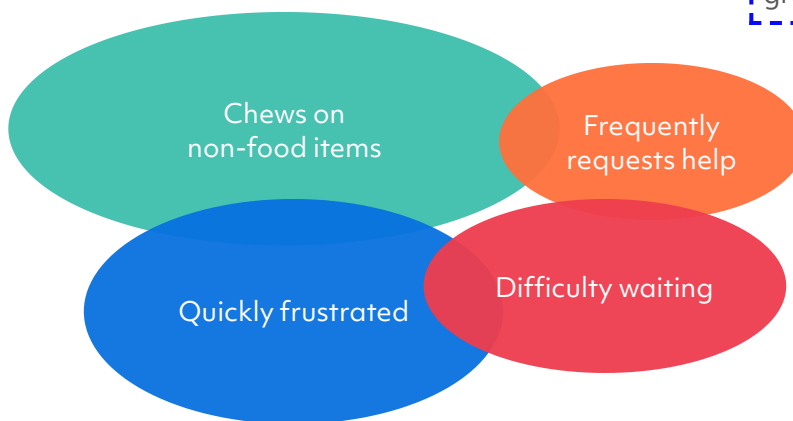 Chews on
non-food items
Frequently
requests help
Quickly frustrated
Difficulty waiting